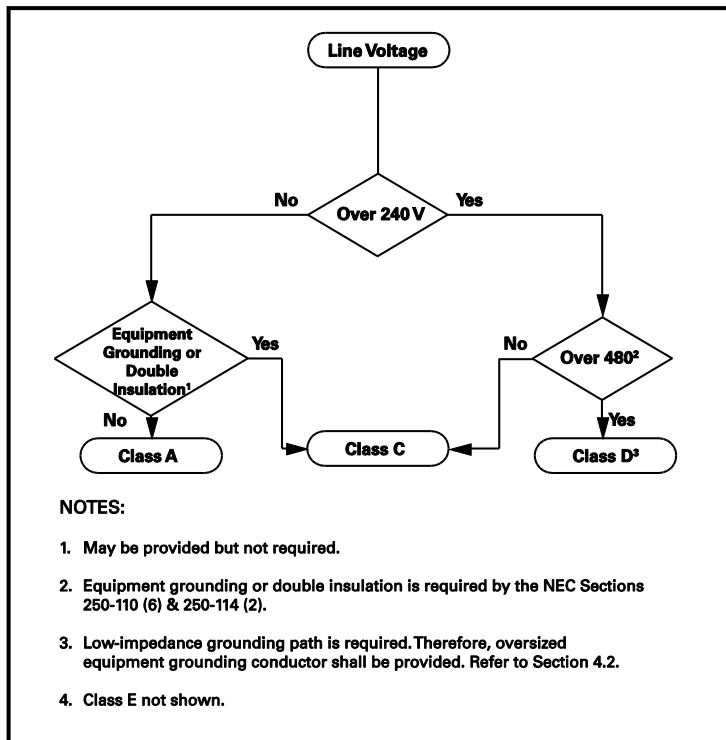 Line Voltage
No
Over 240 V
Yes
Equipment
Grounding or
Double
Insulation¹
Yes
No
Over 480²
No
Yes
Class A
Class C
Class D³
NOTES:
1. May be provided but not required.
2. Equipment grounding or double insulation is required by the NEC Sections
250-110 (6) & 250-114 (2).
3. Low-impedance grounding path is required. Therefore, oversized
equipment grounding conductor shall be provided. Refer to Section 4.2.
4. Class E not shown.